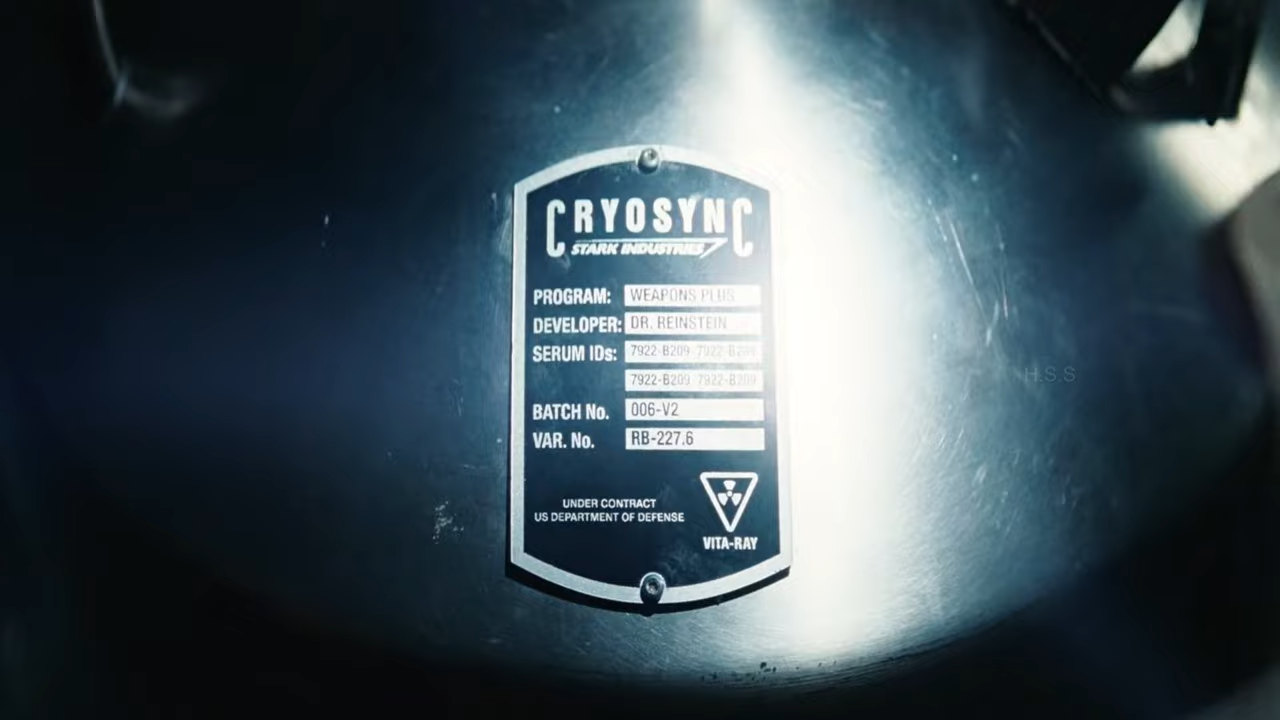 CRYOSYNC
STARK INDUSTRIES
PROGRAM: WEAPONS PLUS
DEVELOPER: DR. REINSTEIN
SERUM IDs: 7922-B209 7922-B209
7922-B209 7922-B209
BATCH No. 006-V2
VAR. No. RB-227.6
UNDER CONTRACT
US DEPARTMENT OF DEFENSE
VITA-RAY
H.S.S